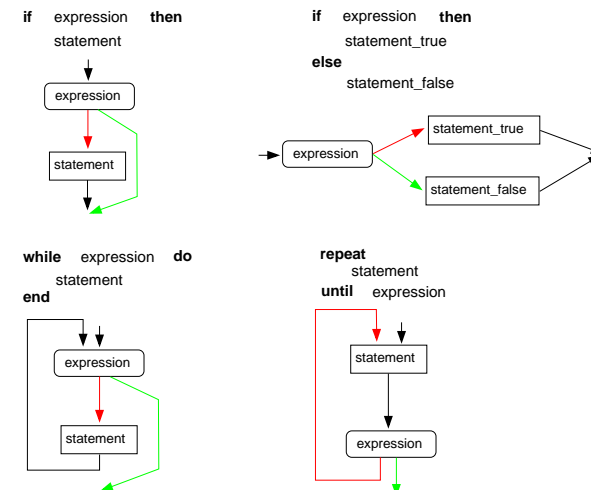 if expression then
statement
expression
statement
if expression then
statement_true
else
statement_false
expression
statement_true
statement_false
while expression do
statement
end
expression
statement
repeat
statement
until expression
statement
expression